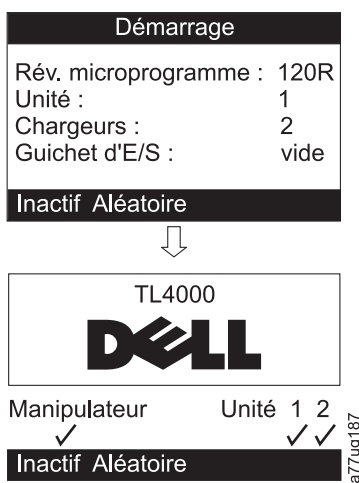 Démarrage
Rév. microprogramme : 120R
Unité : 1
Chargeurs : 2
Guichet d'E/S : vide
Inactif Aléatoire
TL4000
DELL
Manipulateur Unité 1 2
Inactif Aléatoire
a77ug187